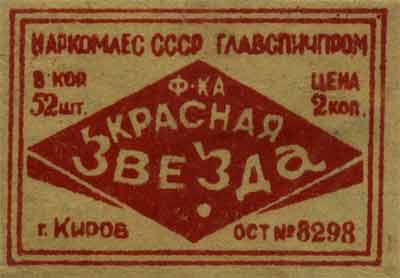 НАРКОМЛЕС СССР ГЛАВСПИЧПРОМ
В КОР
52 ШТ.
ЦЕНА
2 КОП.
Ф-КА
КРАСНАЯ
ЗВЕЗДа
г. КИРОВ
ОСТ № 8298